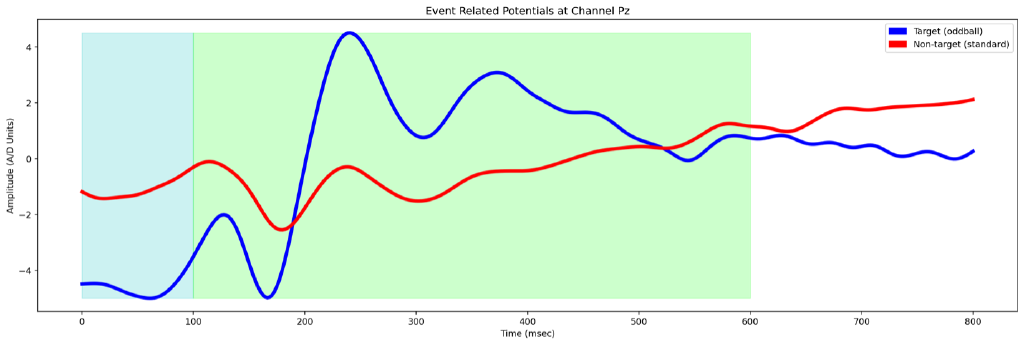 Event Related Potentials at Channel Pz
Target (oddball)
Non-target (standard)
Amplitude (A/D Units)
4
2
0
−2
−4
0 100 200 300 400 500 600 700 800
Time (msec)